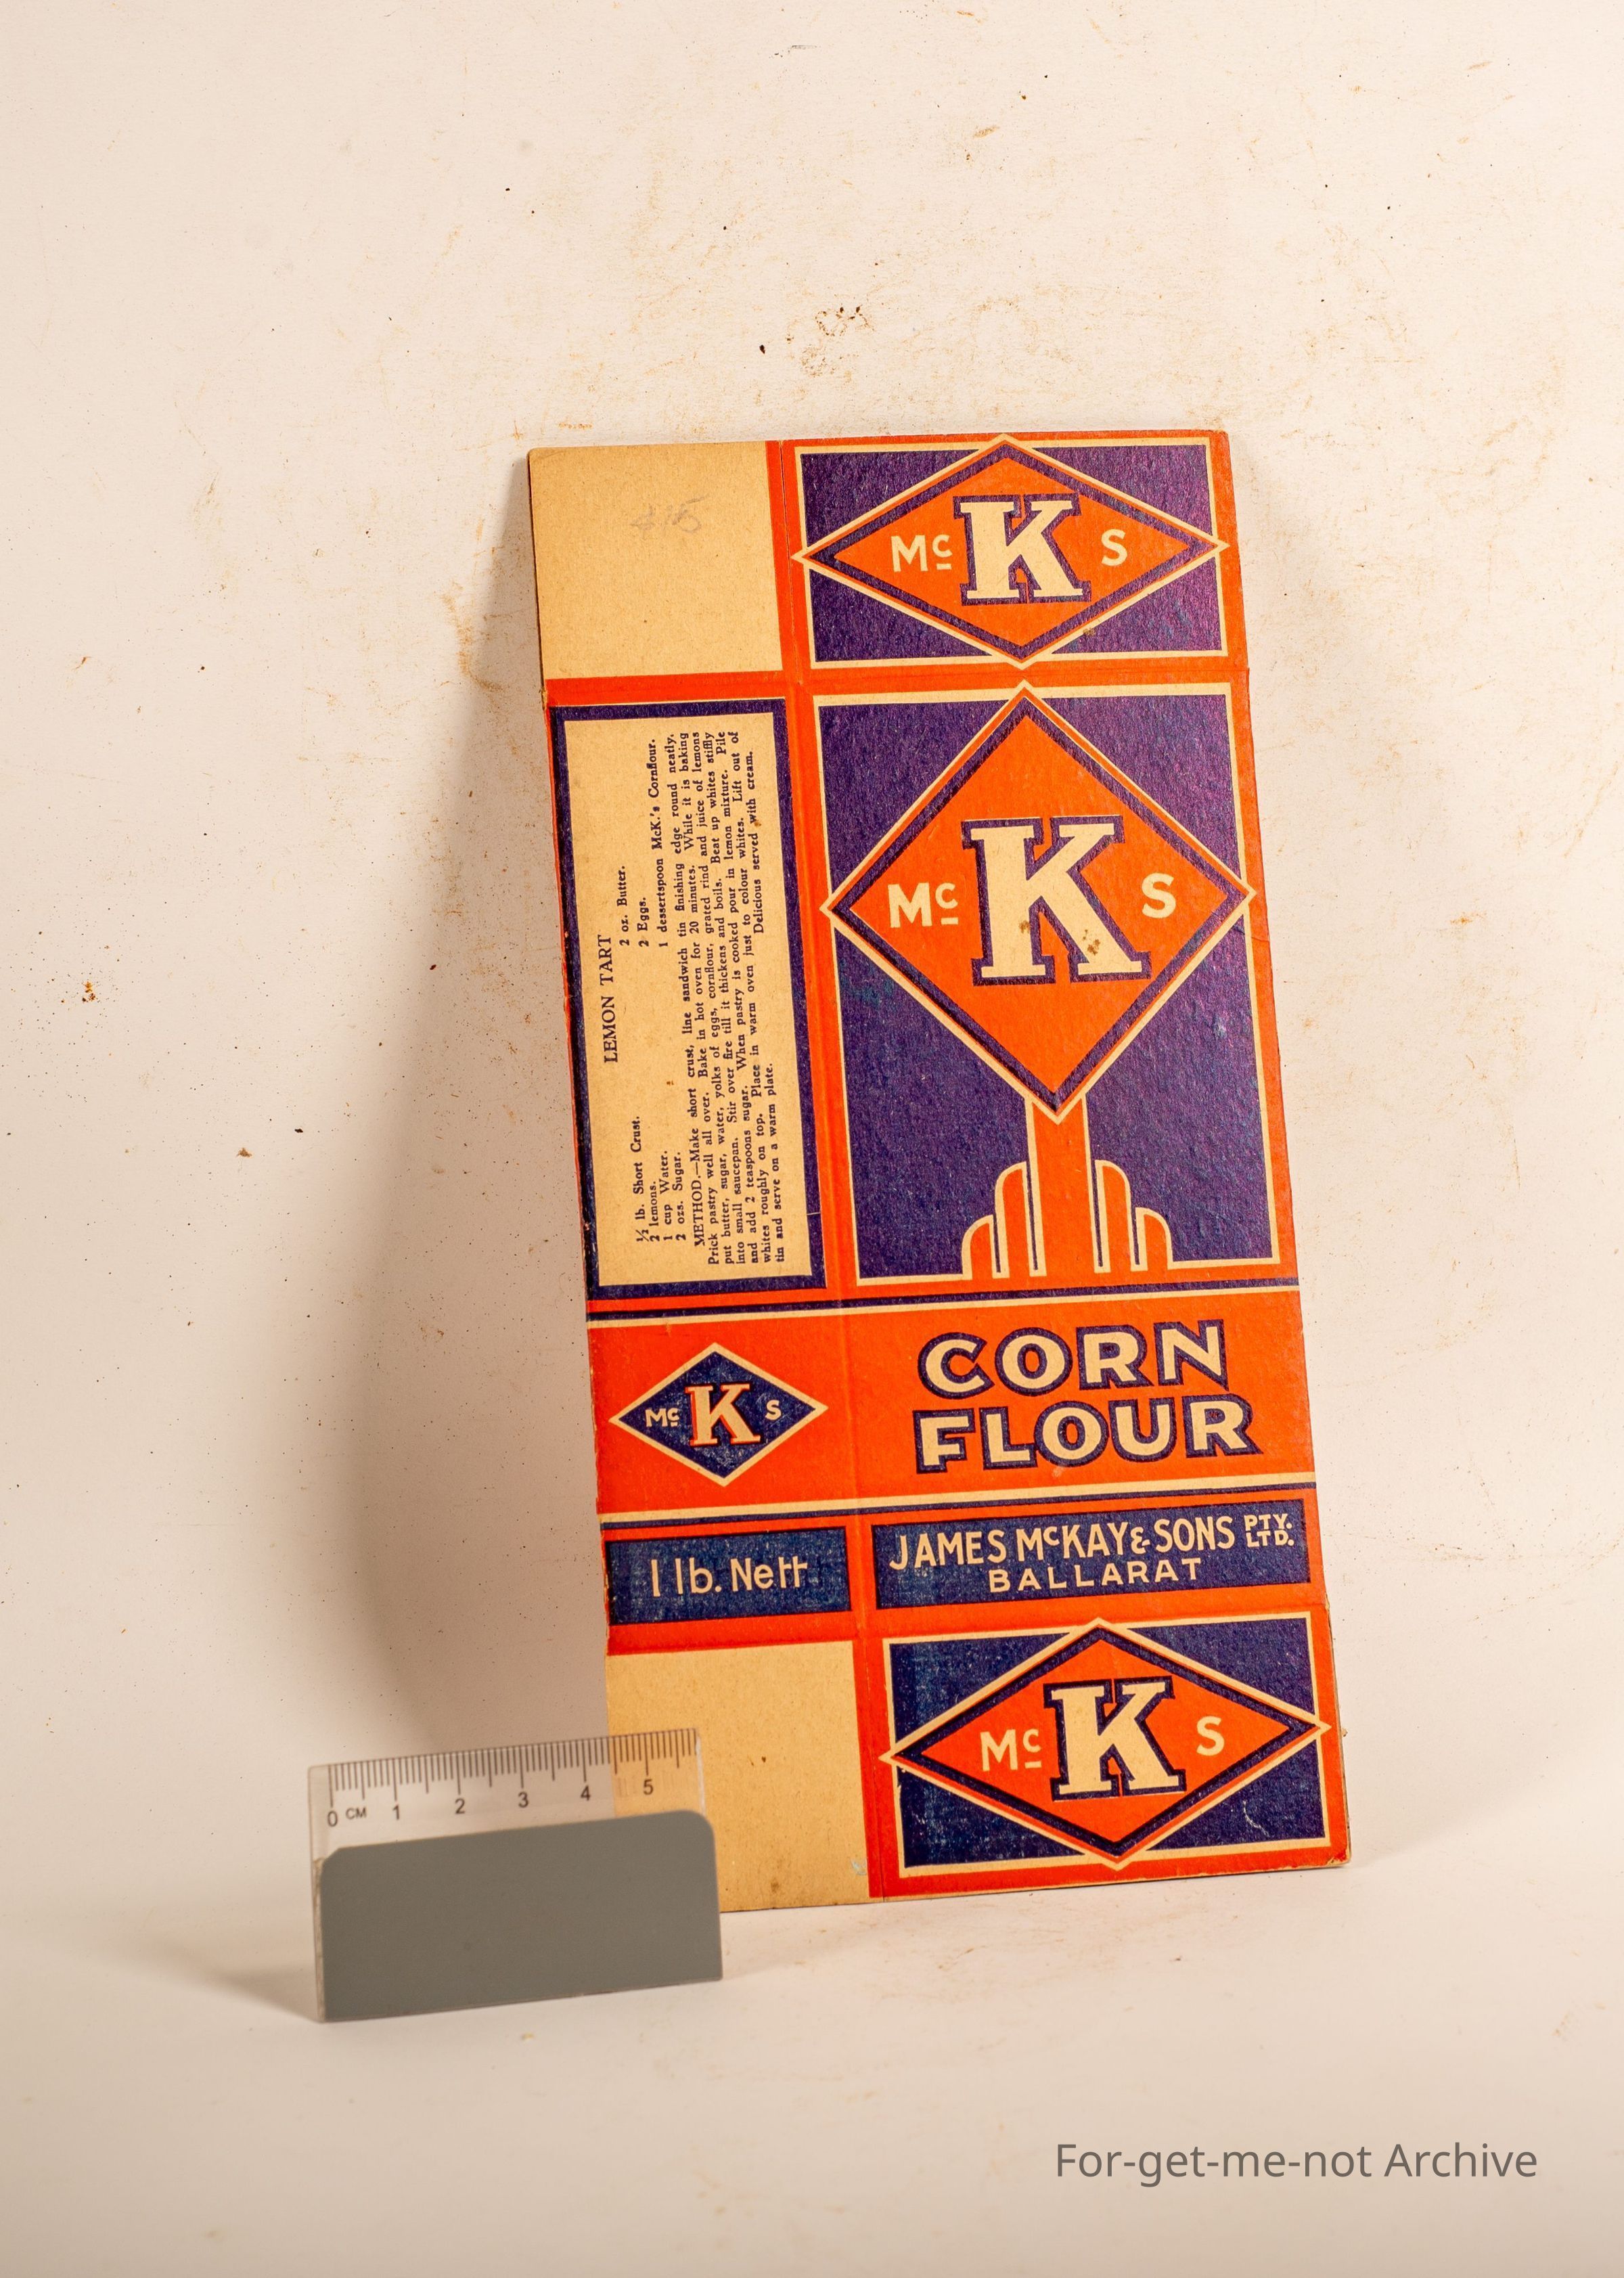 Mc K S
Mc K S
LEMON TART
½ lb. Short Crust. 2 oz. Butter.
2 lemons. 2 Eggs.
1 cup Water. 1 dessertspoon McK.'s Cornflour.
2 ozs. Sugar.
METHOD.—Make short crust, line sandwich tin finishing edge round neatly.
Prick pastry well all over. Bake in hot oven for 20 minutes. While it is baking
put butter, sugar, water, yolks of eggs, cornflour, grated rind and juice of lemons
into small saucepan. Stir over fire till it thickens and boils. Beat up whites stiffly
and add 2 teaspoons sugar. When pastry is cooked pour in lemon mixture. Pile
whites roughly on top. Place in warm oven just to colour whites. Lift out of
tin and serve on a warm plate. Delicious served with cream.
Mc K S
CORN
FLOUR
1 lb. Nett
JAMES McKAY & SONS PTY. LTD.
BALLARAT
Mc K S
0 CM 1 2 3 4 5
For-get-me-not Archive